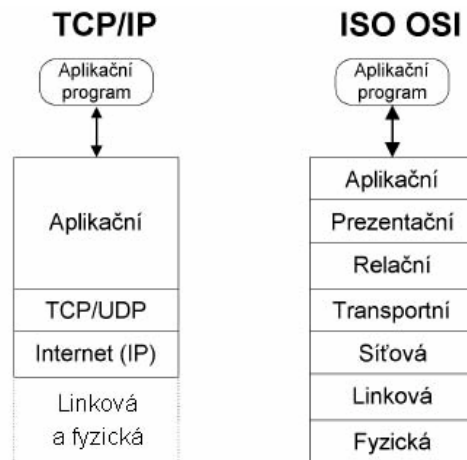 TCP/IP
Aplikační
program
Aplikační
TCP/UDP
Internet (IP)
Linková
a fyzická
ISO OSI
Aplikační
program
Aplikační
Prezentační
Relační
Transportní
Síťová
Linková
Fyzická